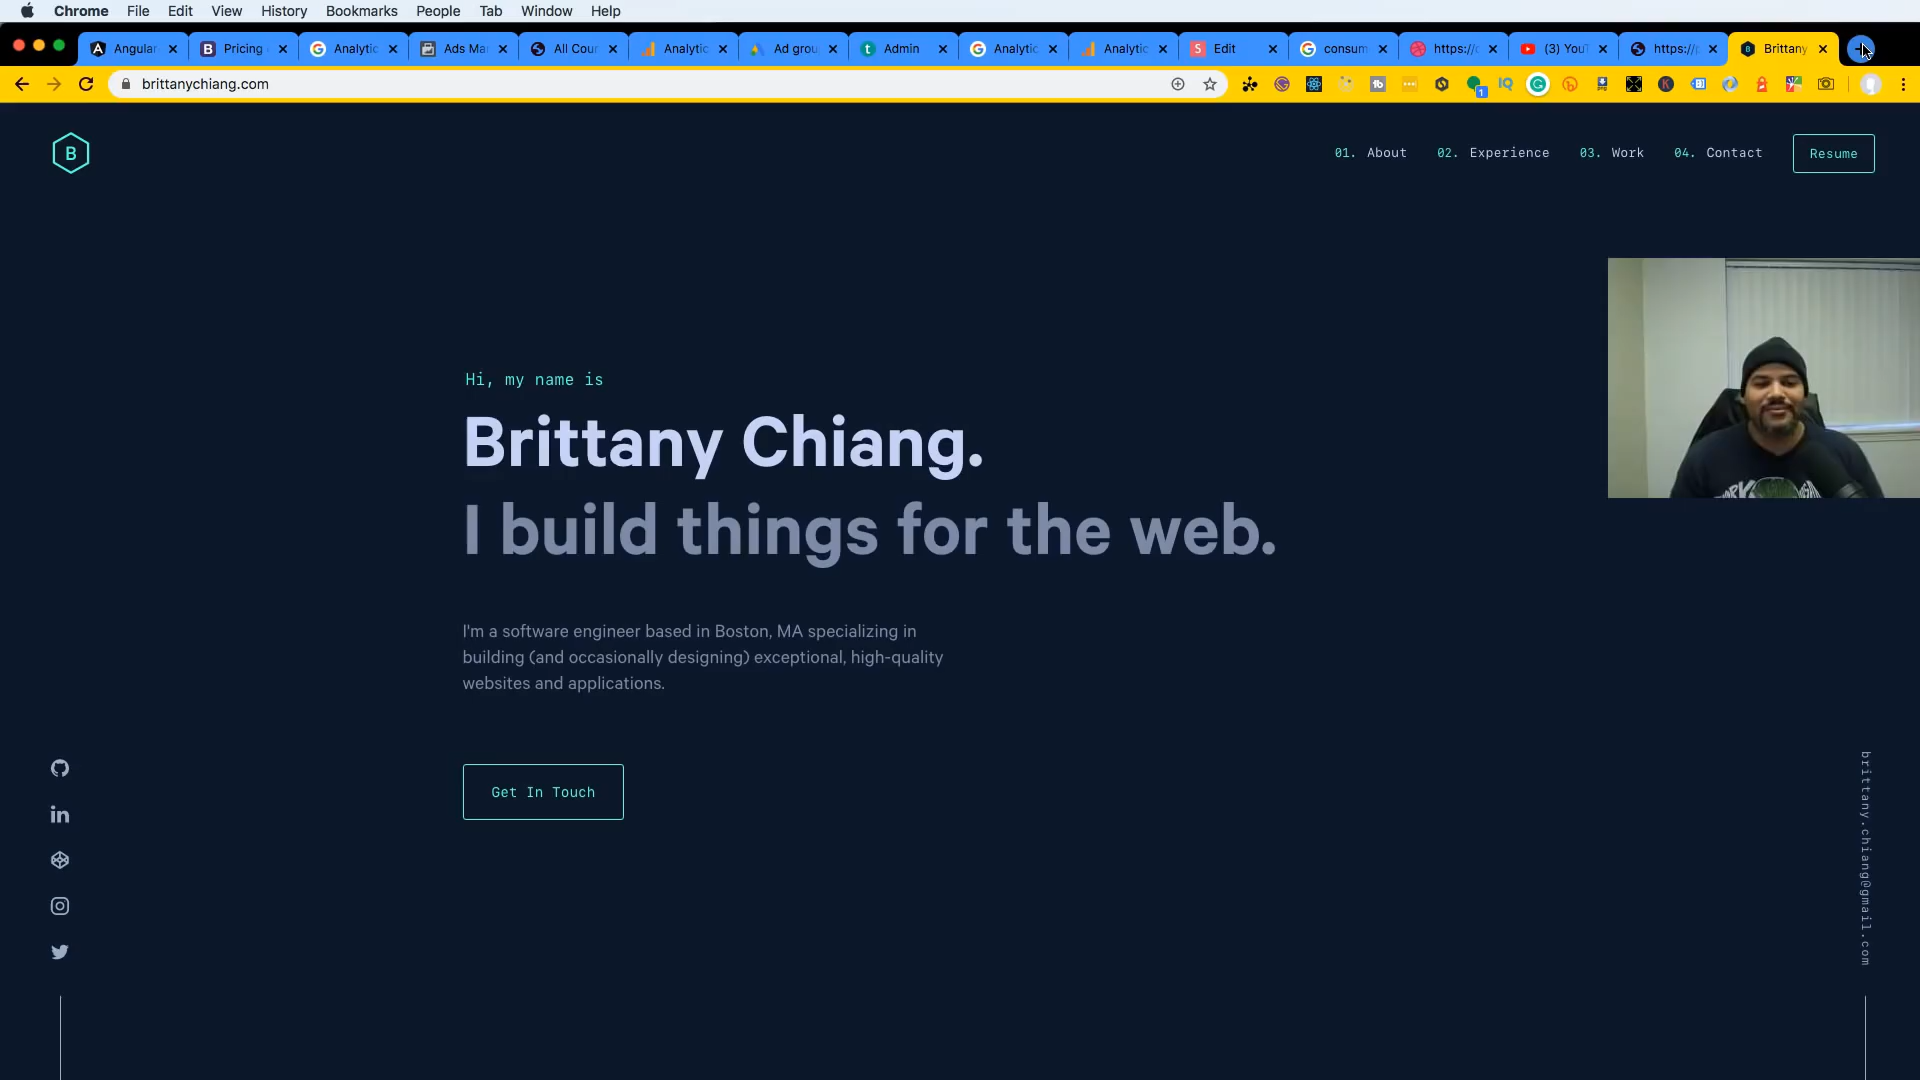 Chrome File Edit View History Bookmarks People Tab Window Help
Angular Pricing Analytic Ads Ma All Cour Analytic Ad grou Admin Analytic Analytic Edit consum https:// (3) You https:// Brittany
brittanychiang.com
B
01. About 02. Experience 03. Work 04. Contact Resume
Hi, my name is
Brittany Chiang.
I build things for the web.
I'm a software engineer based in Boston, MA specializing in
building (and occasionally designing) exceptional, high-quality
websites and applications.
Get In Touch
brittany.chiang@gmail.com